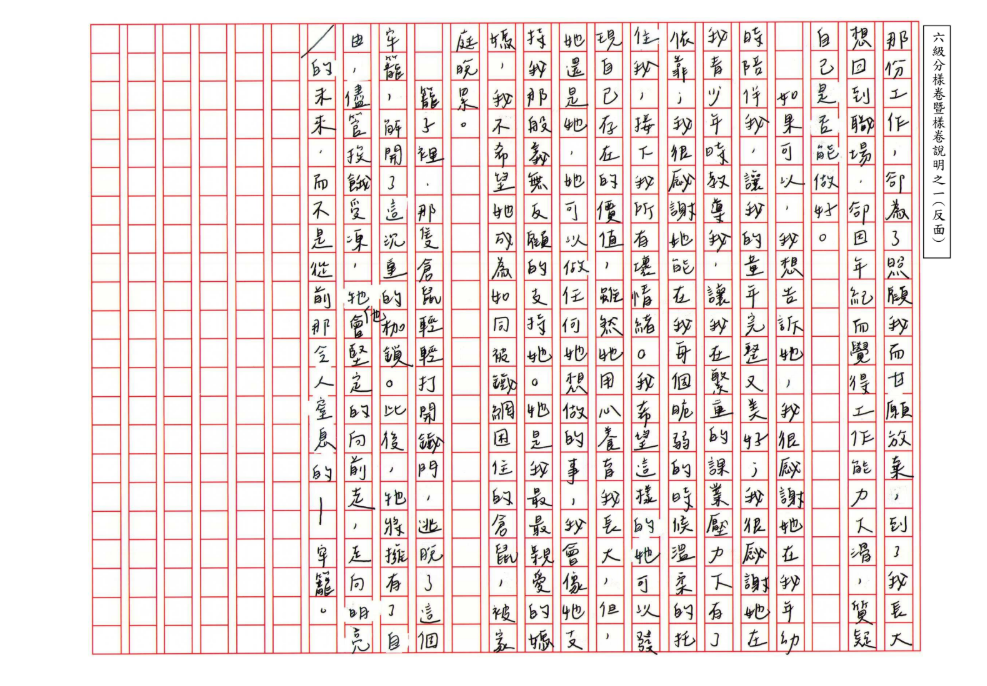 六級分樣卷暨樣卷說明之一（反面）
那份工作，卻為了照顧我而甘願放棄，到了我長大
想回到職場，卻因年紀而覺得工作能力下滑，質疑
自己是否能做好。
如果可以，我想告訴她，我很感謝她在我年幼
時陪伴我，讓我的童年完整又美好；我很感謝她在
我青少年時教導我，讓我在繁重的課業壓力下有了
依靠；我很感謝她能在我每個脆弱的時候溫柔的托
住我，接下我所有壞情緒。我希望這樣的她可以發
現自己存在的價值，雖然她用心養育我長大，但，
她還是她，她可以做任何她想做的事，我會像她支
持我那般義無反顧的支持她。她是我最最親愛的媽
媽，我不希望她成為如同被鐵網困住的倉鼠，被家
庭晚累。
籠子裡，那隻倉鼠輕輕打開鐵門，逃脫了這個
牢籠，解開了這沉重的枷鎖。此後，牠將擁有了自
由，儘管挨餓受凍，牠會堅定的向前走，走向明亮
他
的未來，而不是從前那令人窒息的—牢籠。